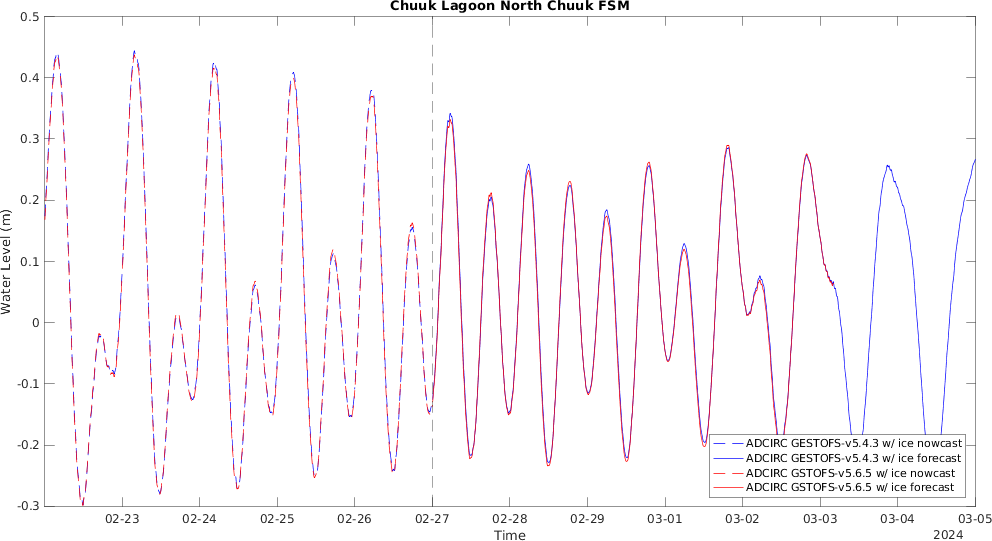 Chuuk Lagoon North Chuuk FSM
0.5
0.4
0.3
0.2
0.1
0
-0.1
-0.2
-0.3
Water Level (m)
ADCIRC GESTOFS-v5.4.3 w/ ice nowcast
ADCIRC GESTOFS-v5.4.3 w/ ice forecast
ADCIRC GSTOFS-v5.6.5 w/ ice nowcast
ADCIRC GSTOFS-v5.6.5 w/ ice forecast
02-23 02-24 02-25 02-26 02-27 02-28 02-29 03-01 03-02 03-03 03-04 03-05
Time
2024